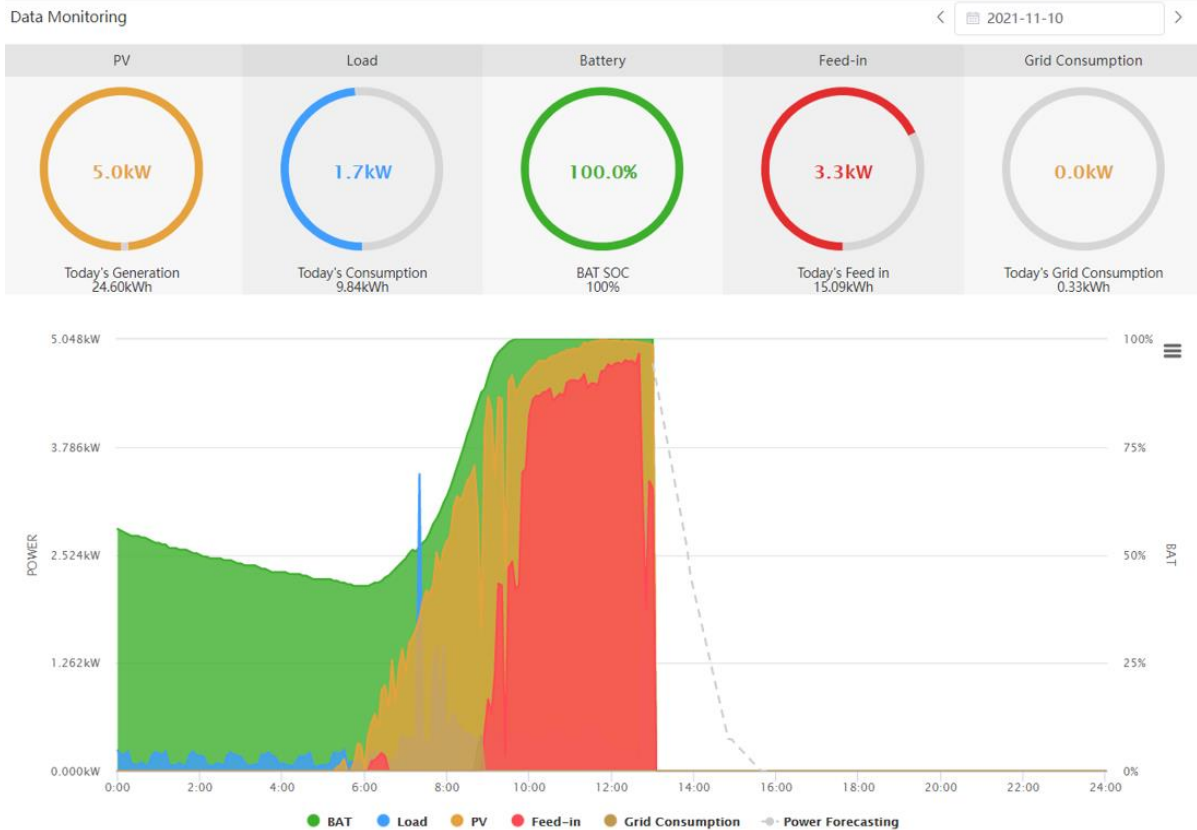 Data Monitoring
2021-11-10
PV Load Battery Feed-in Grid Consumption
5.0kW 1.7kW 100.0% 3.3kW 0.0kW
Today's Generation Today's Consumption BAT SOC Today's Feed in Today's Grid Consumption
24.60kWh 9.84kWh 100% 15.09kWh 0.33kWh
5.048kW 100%
3.786kW 75%
2.524kW 50%
POWER BAT
1.262kW 25%
0.000kW 0%
0:00 2:00 4:00 6:00 8:00 10:00 12:00 14:00 16:00 18:00 20:00 22:00 24:00
BAT Load PV Feed-in Grid Consumption Power Forecasting